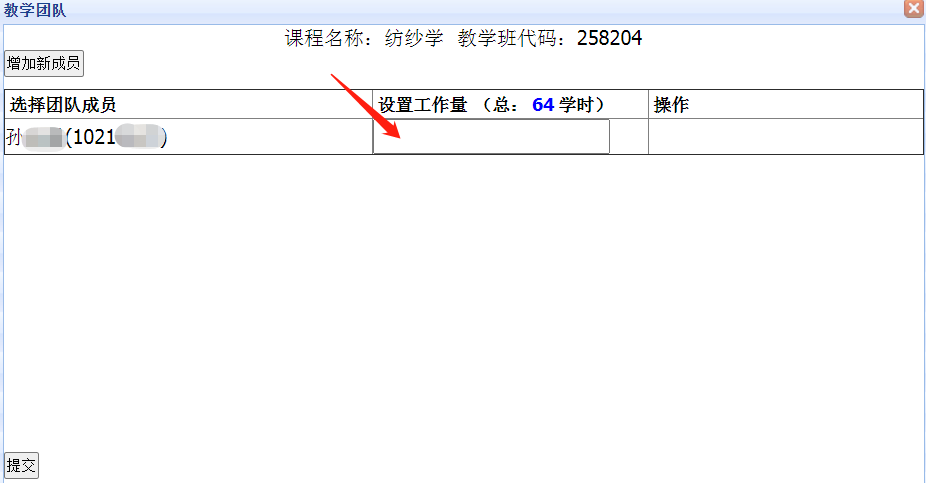 教学团队
课程名称：纺纱学 教学班代码：258204
增加新成员
选择团队成员 设置工作量 （总： 64 学时） 操作
孙 (1021 )
提交